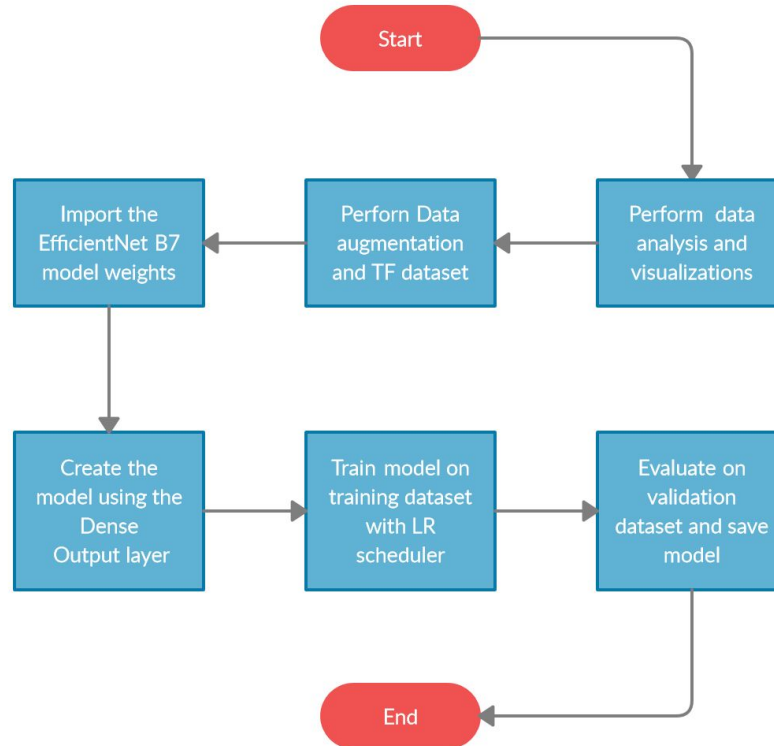 Start
Perform data
analysis and
visualizations
Perforn Data
augmentation
and TF dataset
Import the
EfficientNet B7
model weights
Create the
model using the
Dense
Output layer
Train model on
training dataset
with LR
scheduler
Evaluate on
validation
dataset and save
model
End